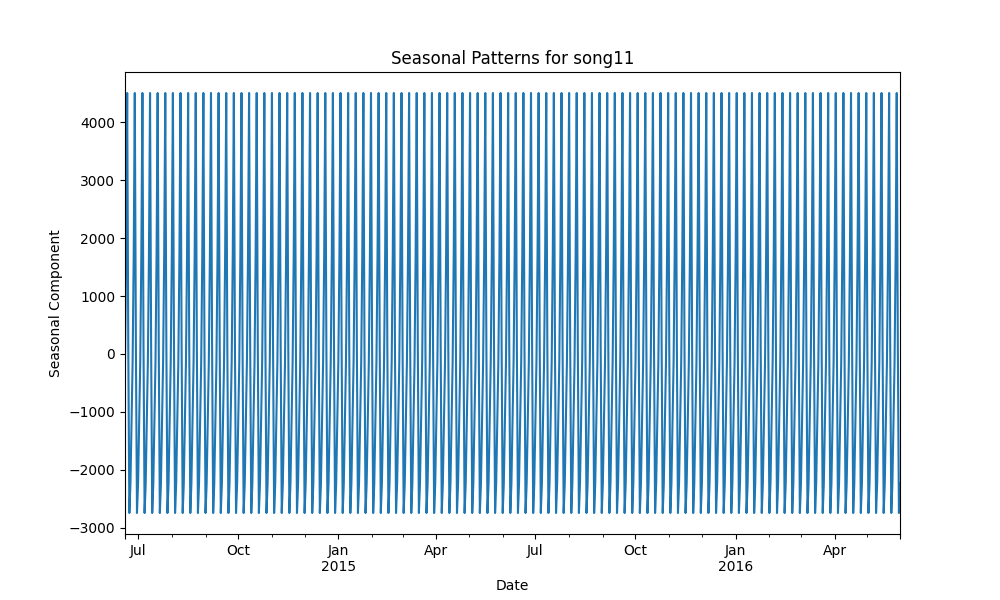 Seasonal Patterns for song11
Seasonal Component
4000
3000
2000
1000
0
−1000
−2000
−3000
Jul
Oct
Jan
2015
Apr
Jul
Oct
Jan
2016
Apr
Date